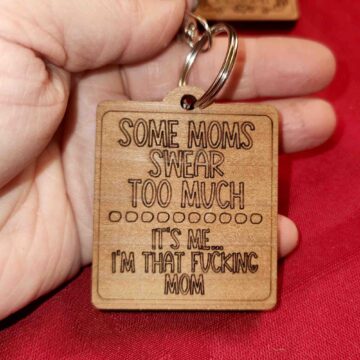 SOME MOMS
SWEAR
TOO MUCH
IT'S ME...
I'M THAT FUCKING
MOM